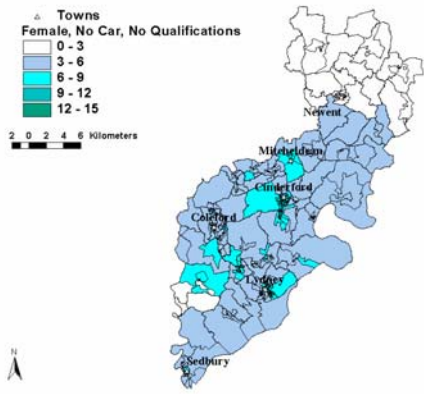 Towns
Female, No Car, No Qualifications
0 - 3
3 - 6
6 - 9
9 - 12
12 - 15
2 0 2 4 6 Kilometers
Newent
Mitcheldean
Cinderford
Coleford
Lydney
Sedbury
N